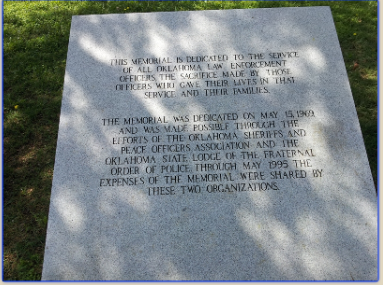 THIS MEMORIAL IS DEDICATED TO THE SERVICE
OF ALL OKLAHOMA LAW ENFORCEMENT
OFFICERS, THE SACRIFICE MADE BY THOSE
OFFICERS WHO GAVE THEIR LIVES IN THAT
SERVICE, AND THEIR FAMILIES.
THE MEMORIAL WAS DEDICATED ON MAY 15, 1969,
AND WAS MADE POSSIBLE THROUGH THE
EFFORTS OF THE OKLAHOMA SHERIFFS AND
PEACE OFFICERS ASSOCIATION AND THE
OKLAHOMA STATE LODGE OF THE FRATERNAL
ORDER OF POLICE. THROUGH MAY 1995 THE
EXPENSES OF THE MEMORIAL WERE SHARED BY
THESE TWO ORGANIZATIONS.